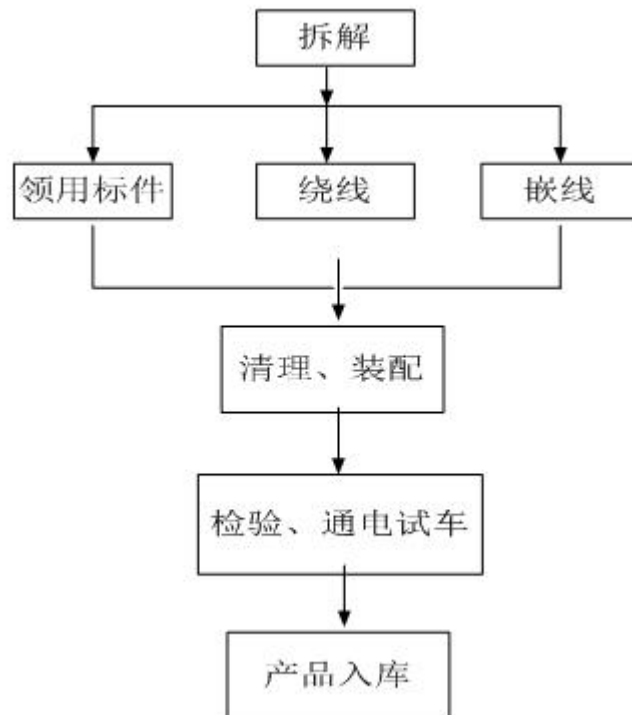 拆解
领用标件
绕线
嵌线
清理、装配
检验、通电试车
产品入库